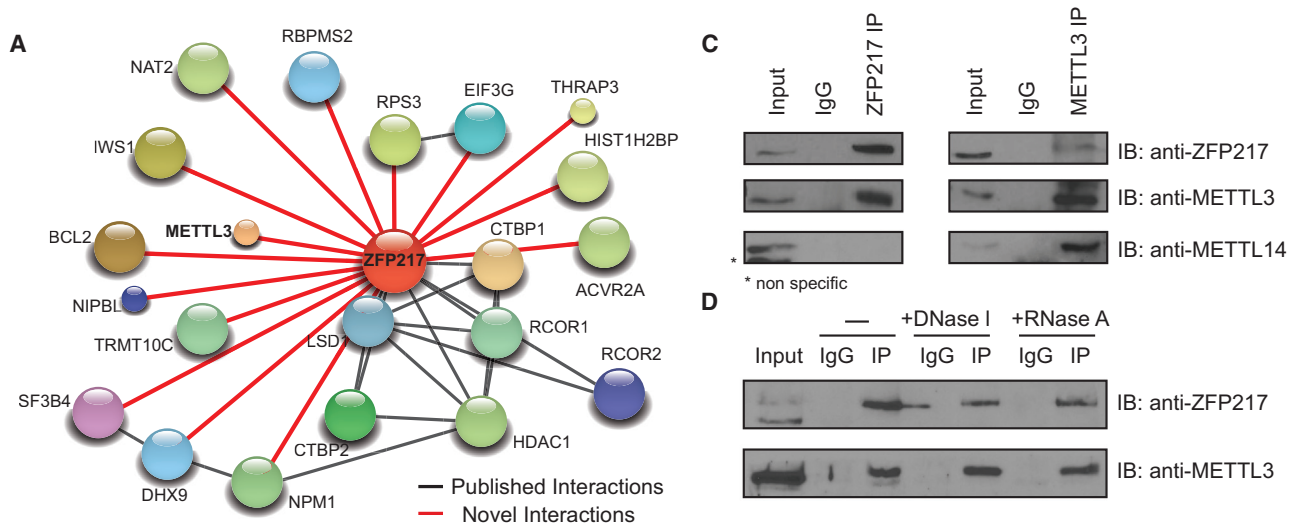 A
RBPMS2
NAT2
RPS3
EIF3G
THRAP3
IWS1
HIST1H2BP
METTL3
CTBP1
BCL2
ZFP217
ACVR2A
NIPBL
TRMT10C
LSD1
RCOR1
RCOR2
SF3B4
CTBP2
HDAC1
DHX9
NPM1
Published Interactions
Novel Interactions
C
Input
IgG
ZFP217 IP
Input
IgG
METTL3 IP
IB: anti-ZFP217
IB: anti-METTL3
IB: anti-METTL14
*
* non specific
D
— +DNase I +RNase A
Input IgG IP IgG IP IgG IP
IB: anti-ZFP217
IB: anti-METTL3